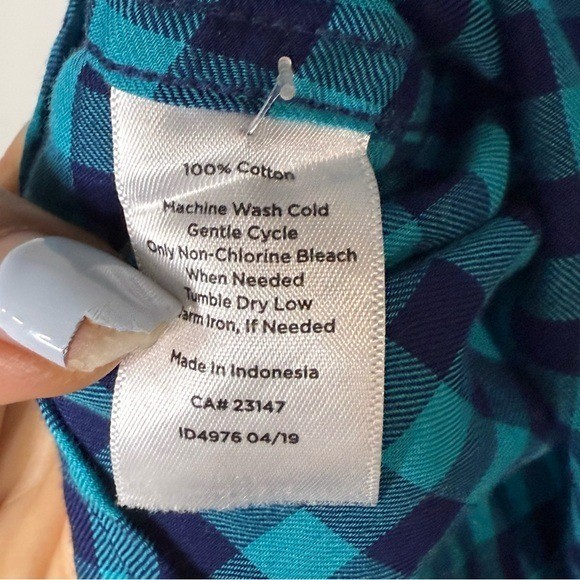 100% Cotton
Machine Wash Cold
Gentle Cycle
Only Non-Chlorine Bleach
When Needed
Tumble Dry Low
arm Iron, If Needed
Made In Indonesia
CA# 23147
ID4976 04/19